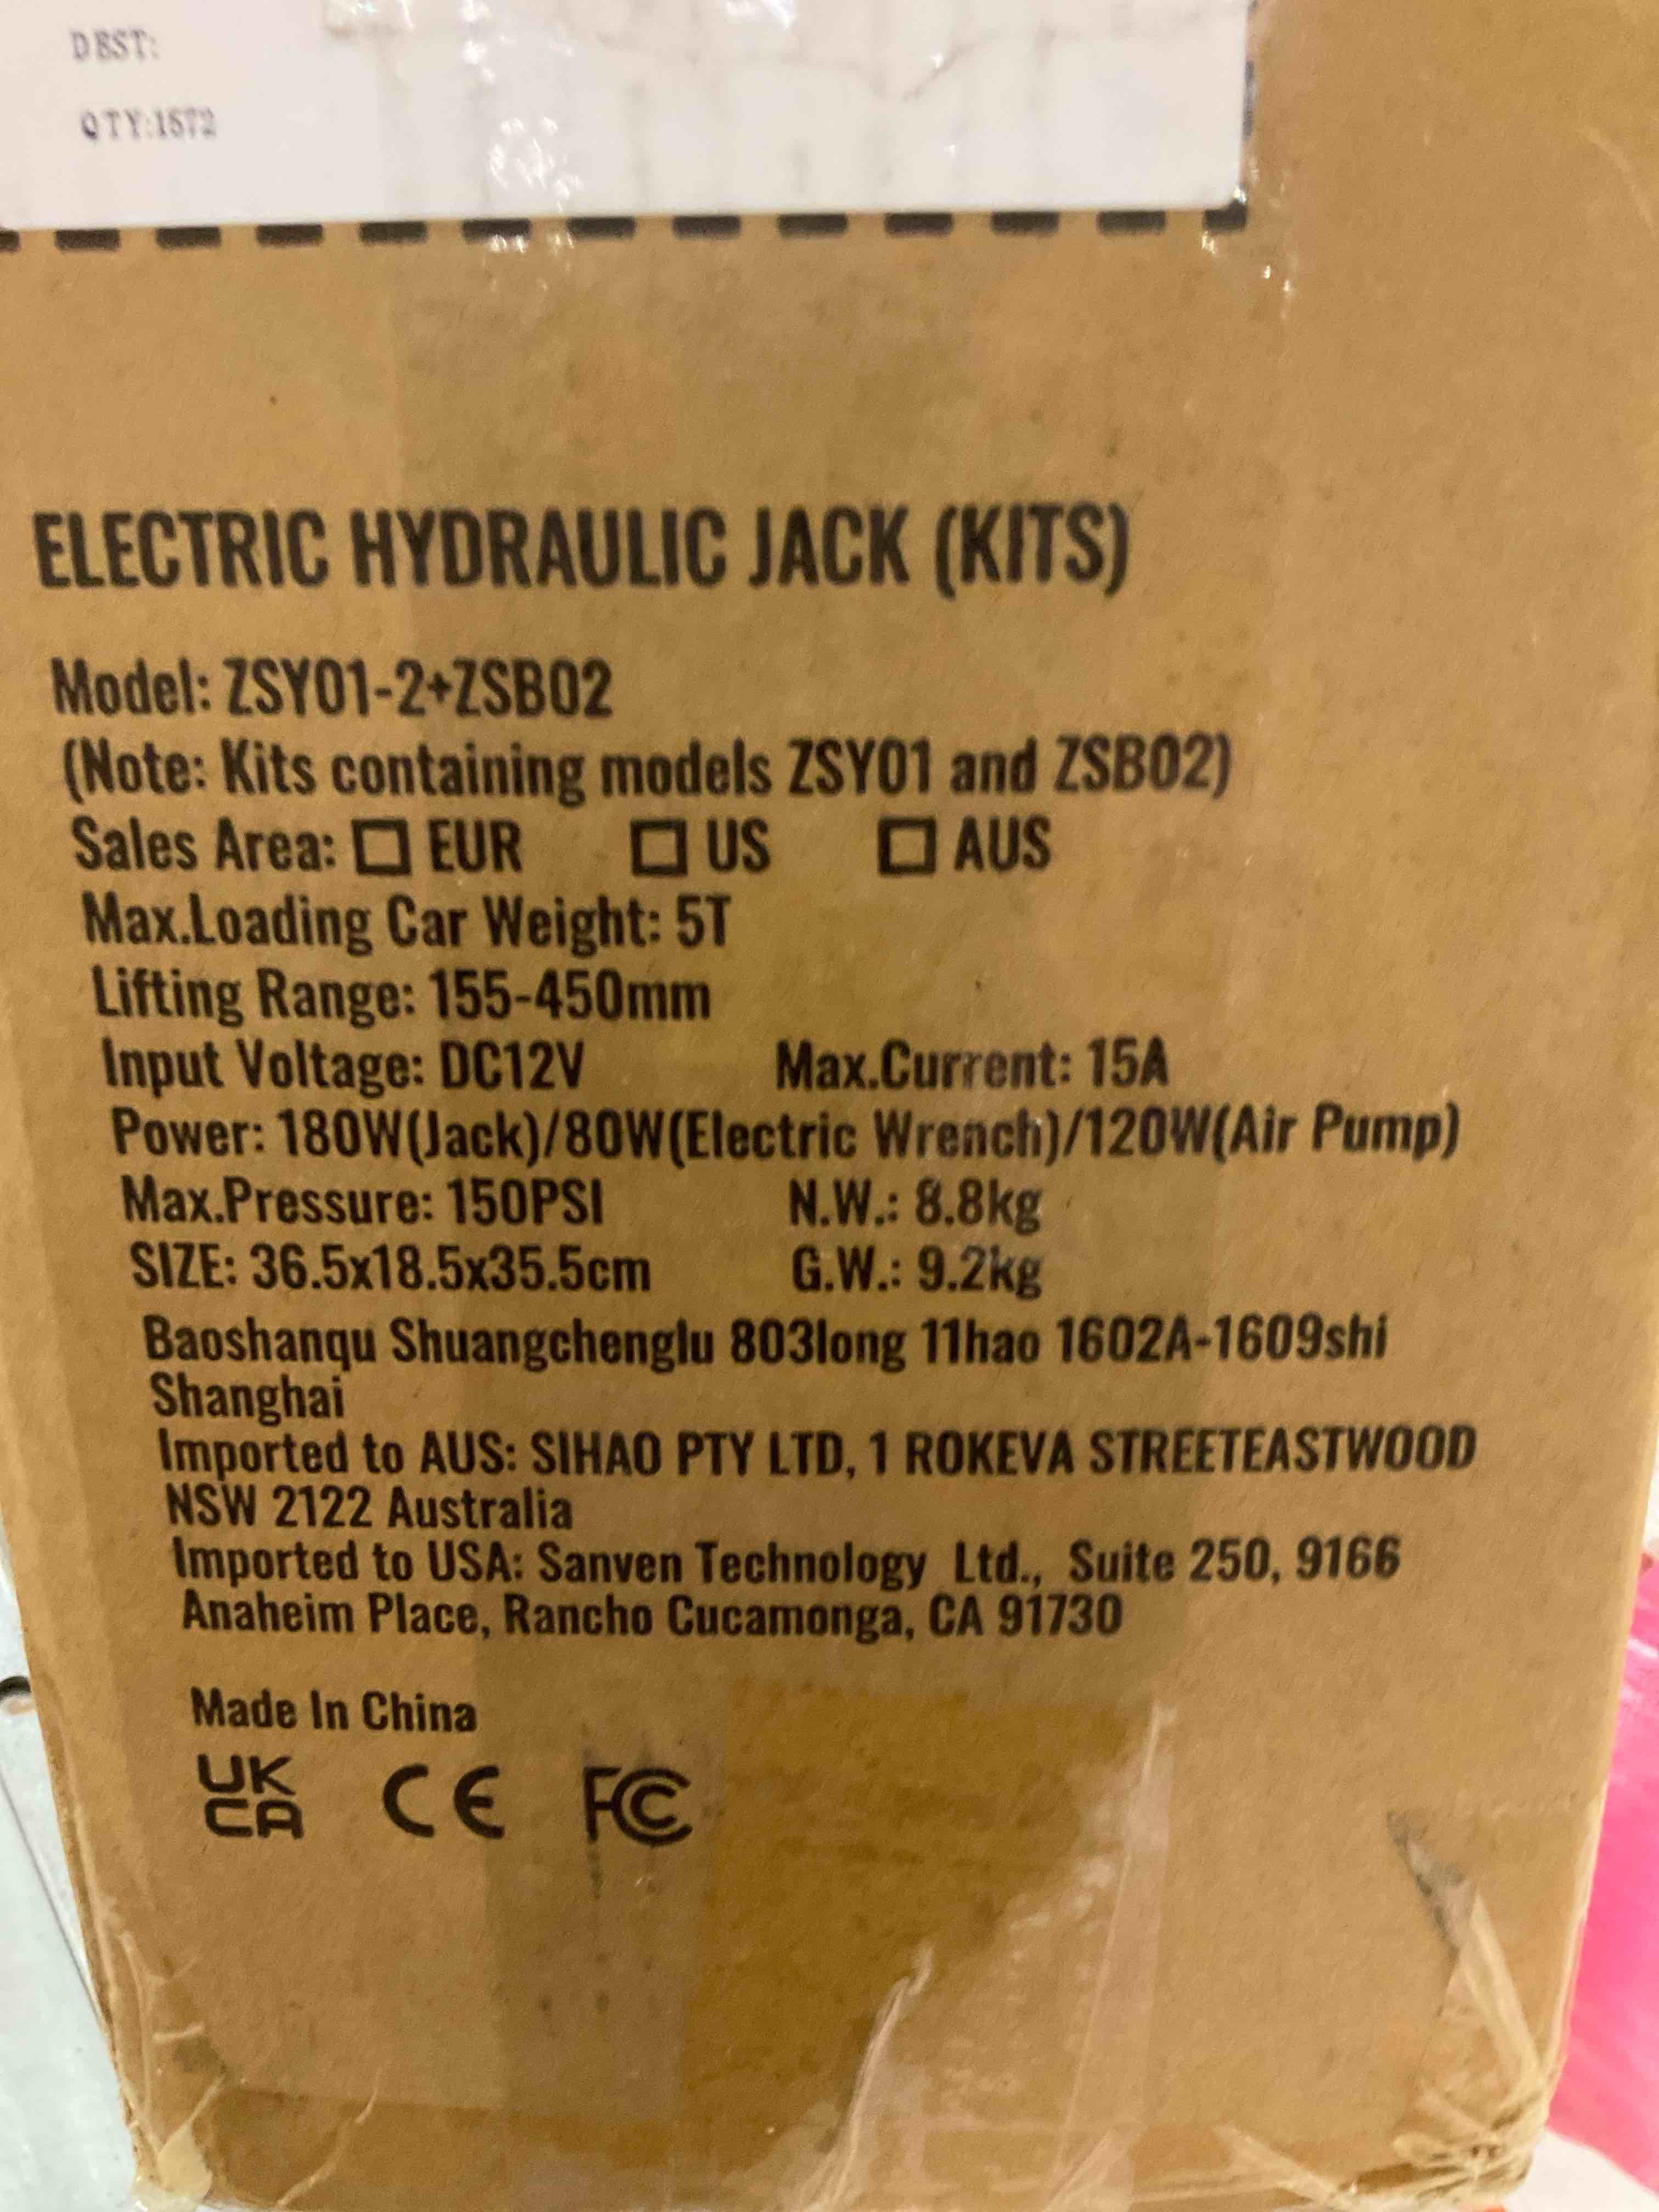 DEST:
QTY:1572
ELECTRIC HYDRAULIC JACK (KITS)
Model: ZSY01-2+ZSB02
(Note: Kits containing models ZSY01 and ZSB02)
Sales Area: □ EUR □ US □ AUS
Max.Loading Car Weight: 5T
Lifting Range: 155-450mm
Input Voltage: DC12V Max.Current: 15A
Power: 180W(Jack)/80W(Electric Wrench)/120W(Air Pump)
Max.Pressure: 150PSI N.W.: 8.8kg
SIZE: 36.5x18.5x35.5cm G.W.: 9.2kg
Baoshanqu Shuangchenglu 803long 11hao 1602A-1609shi
Shanghai
Imported to AUS: SIHAO PTY LTD, 1 ROKEVA STREETEASTWOOD
NSW 2122 Australia
Imported to USA: Sanven Technology Ltd., Suite 250, 9166
Anaheim Place, Rancho Cucamonga, CA 91730
Made In China
UK
CA CE FC